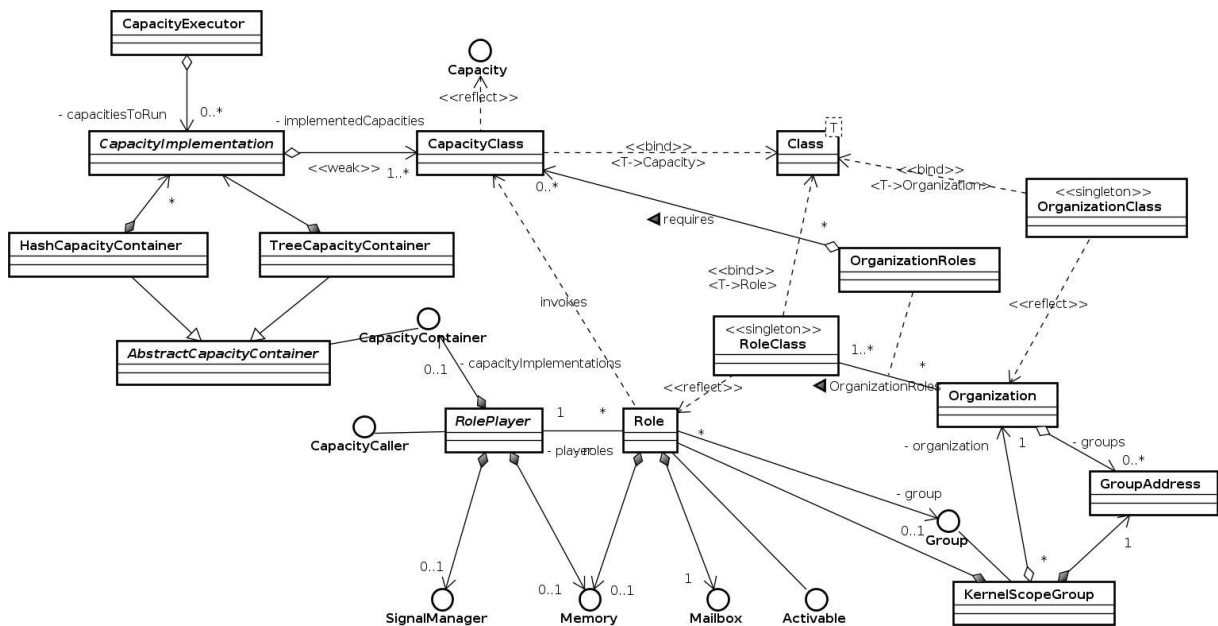 CapacityExecutor
Capacity
<<reflect>>
- capacitiesToRun
0..*
- implementedCapacities
CapacityImplementation
<<weak>>
1..*
CapacityClass
<<bind>>
<T->Capacity>
Class
T
<<bind>>
<T->Organization>
<<singleton>>
OrganizationClass
0..*
*
requires
*
HashCapacityContainer
TreeCapacityContainer
OrganizationRoles
<<bind>>
<T->Role>
invokes
<<reflect>>
<<singleton>>
RoleClass
CapacityContainer
AbstractCapacityContainer
0..1
- capacityImplementations
1..*
*
<<reflect>>
OrganizationRoles
Organization
RolePlayer
1
*
Role
*
CapacityCaller
- player
- roles
- organization
1
- groups
0..*
GroupAddress
- group
0..1
Group
1
*
0..1
0..1
0..1
1
KernelScopeGroup
SignalManager
Memory
Mailbox
Activable